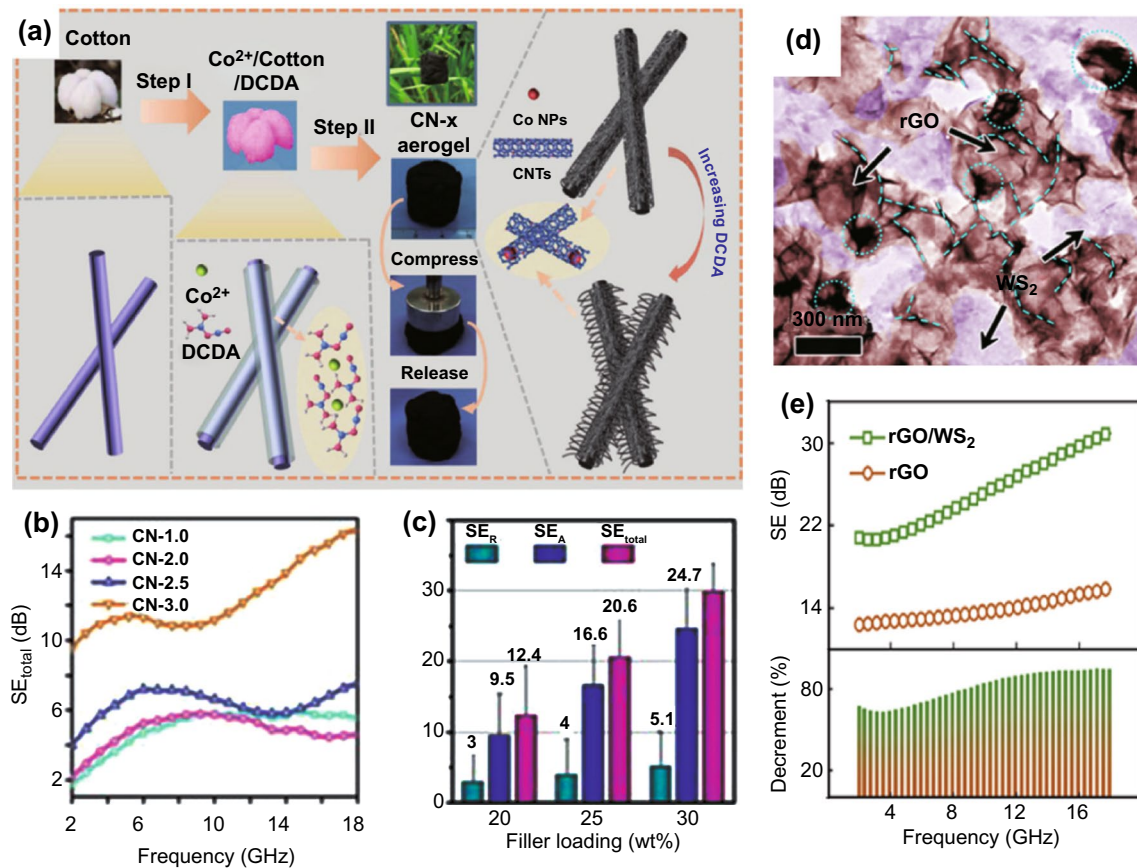 (a)
Cotton
Step I
Co²⁺/Cotton
/DCDA
Step II
CN-x
aerogel
Compress
Release
Co²⁺
DCDA
Co NPs
CNTs
Increasing DCDA
(d)
rGO
WS₂
300 nm
(b)
CN-1.0
CN-2.0
CN-2.5
CN-3.0
SE_total (dB)
14
10
6
2
2
6
10
14
18
Frequency (GHz)
(c)
SE_R
SE_A
SE_total
30
20
10
0
3
9.5
12.4
4
16.6
20.6
5.1
24.7
20
25
30
Filler loading (wt%)
(e)
rGO/WS₂
rGO
SE (dB)
30
22
14
Decrement (%)
80
20
4
8
12
16
Frequency (GHz)